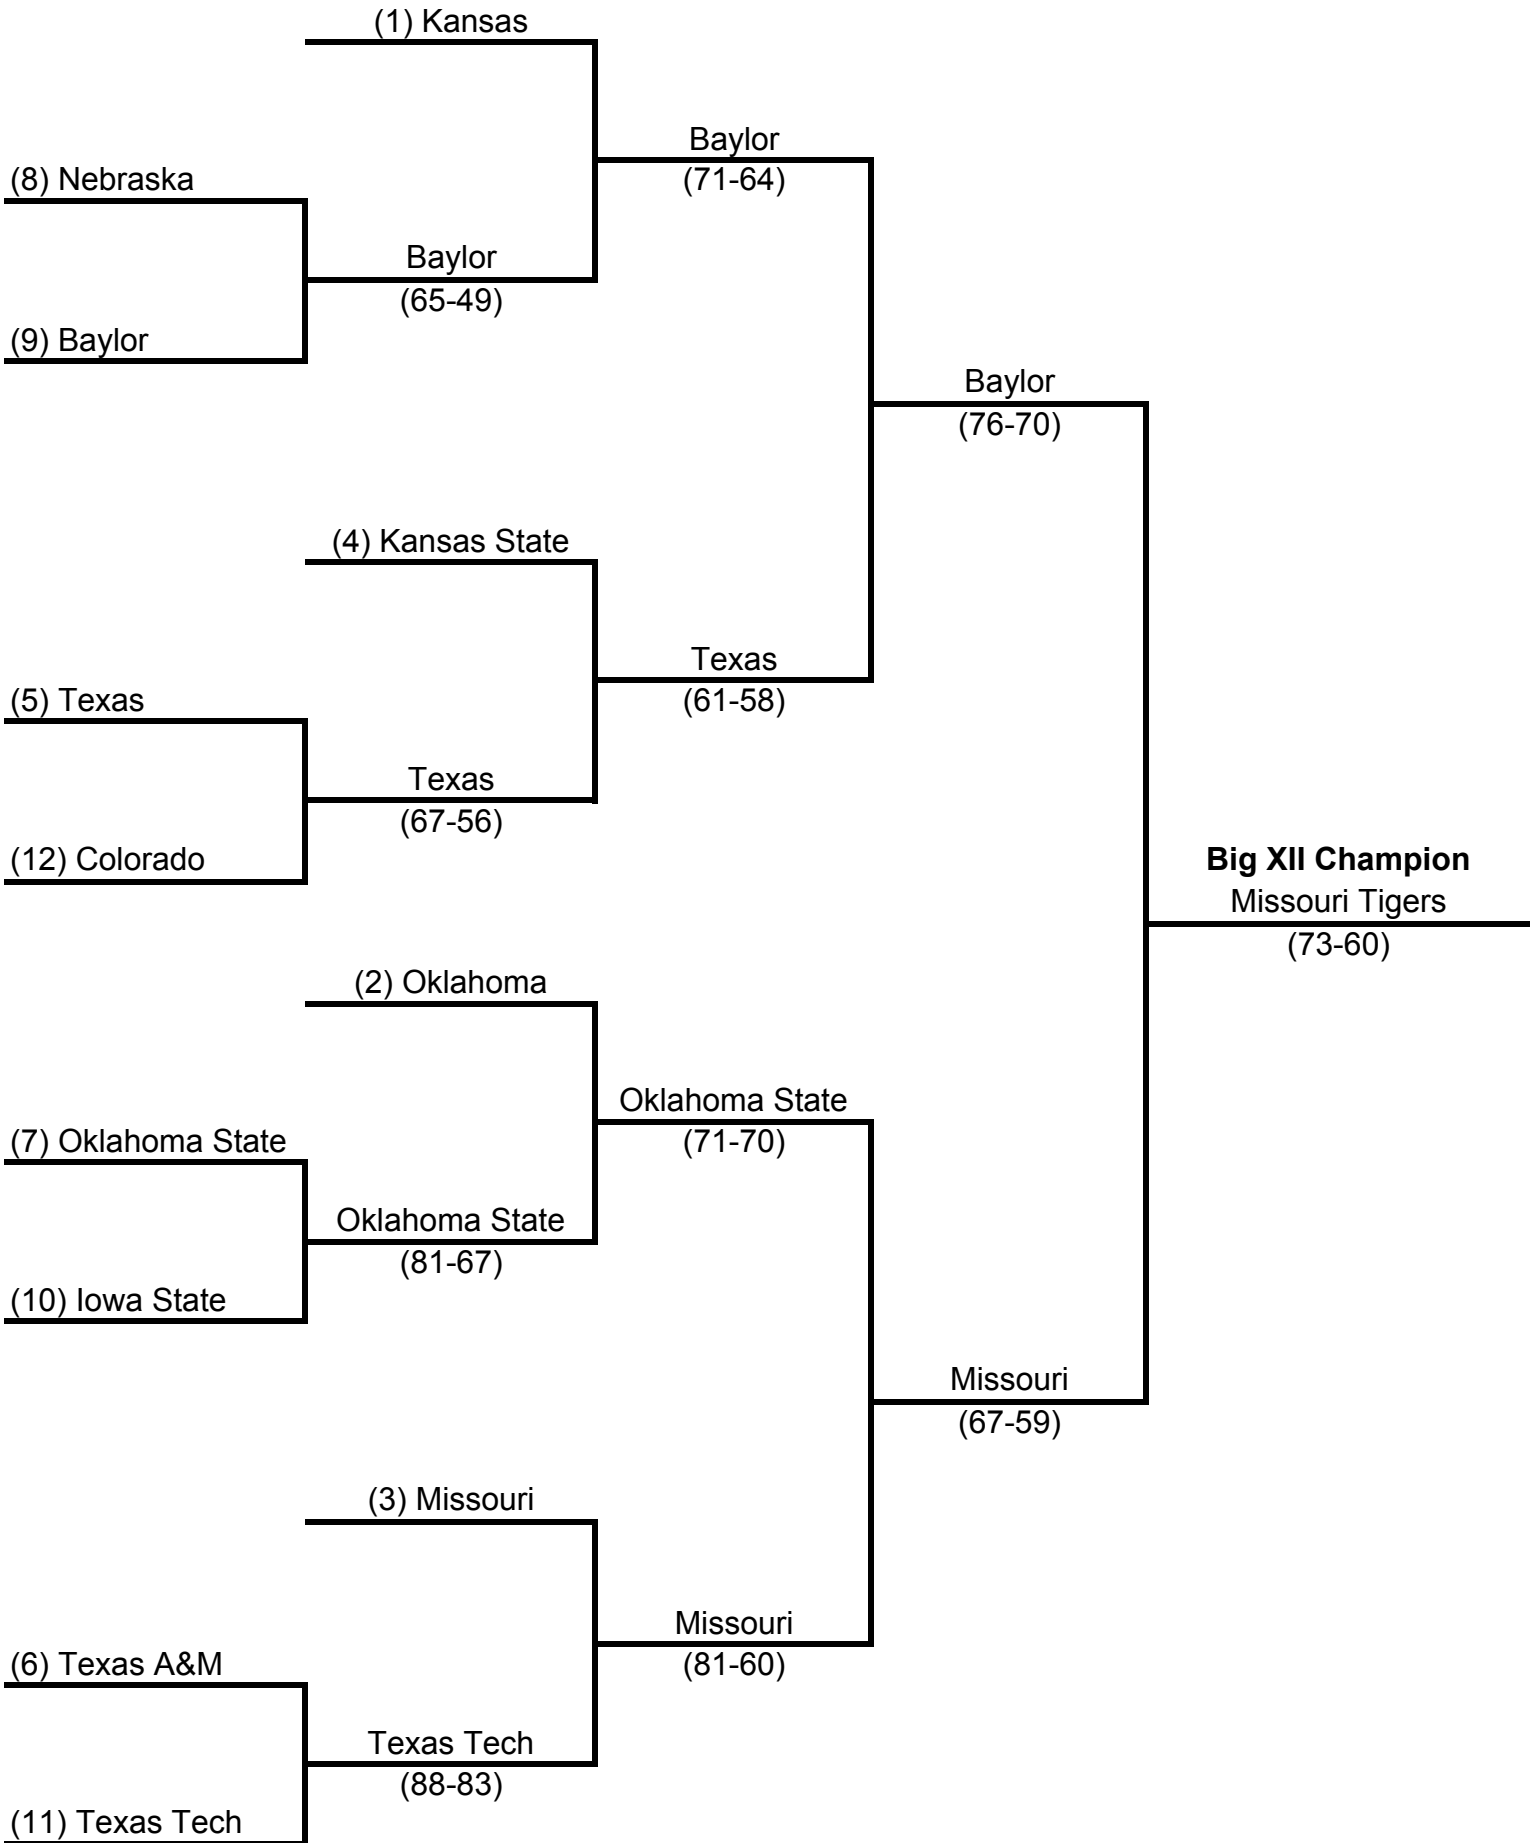 (1) Kansas
Baylor
(71-64)
(8) Nebraska
Baylor
(65-49)
(9) Baylor
Baylor
(76-70)
(4) Kansas State
Texas
(61-58)
(5) Texas
Texas
(67-56)
(12) Colorado
Big XII Champion
Missouri Tigers
(73-60)
(2) Oklahoma
Oklahoma State
(71-70)
(7) Oklahoma State
Oklahoma State
(81-67)
(10) Iowa State
Missouri
(67-59)
(3) Missouri
Missouri
(81-60)
(6) Texas A&M
Texas Tech
(88-83)
(11) Texas Tech